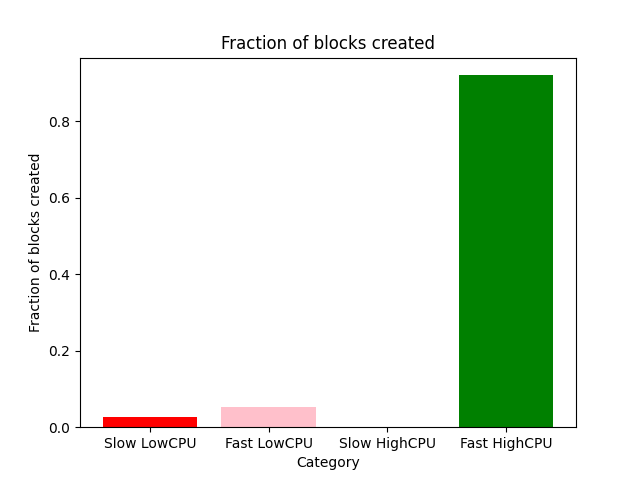 Fraction of blocks created
Fraction of blocks created
0.8
0.6
0.4
0.2
0.0
Slow LowCPU Fast LowCPU Slow HighCPU Fast HighCPU
Category